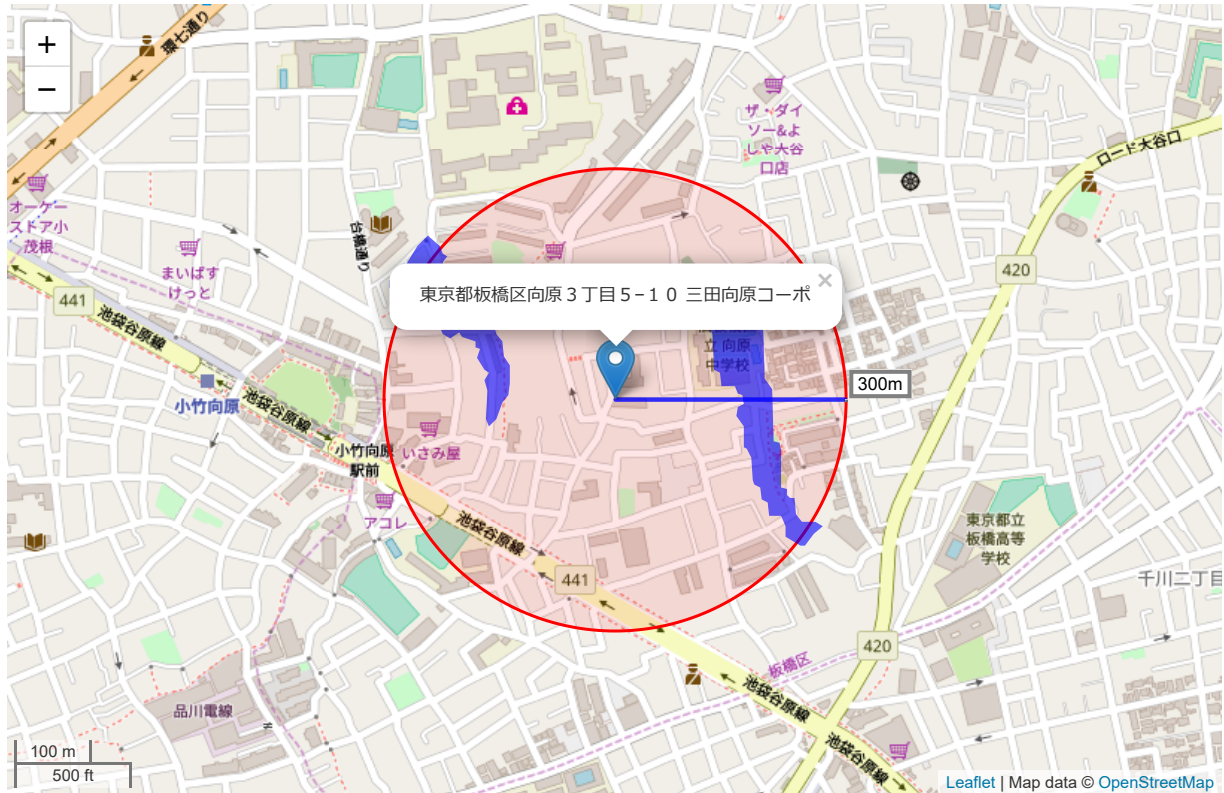 +
−
環七通り
ザ・ダイ
ソー&よ
しや大谷
口店
ロード大谷口
オーケー
ストア小
茂根
台橋通り
まいばす
けっと
441
420
池袋谷原線
東京都板橋区向原３丁目５−１０ 三田向原コーポ
×
立 向原
中学校
300m
小竹向原
池袋谷原線
小竹向原
駅前
いさみ屋
アコレ
池袋谷原線
東京都立
板橋高等
学校
441
千川二丁目
420
板橋区
品川電線
池袋谷原線
池袋谷原線
100 m
500 ft
Leaflet | Map data © OpenStreetMap